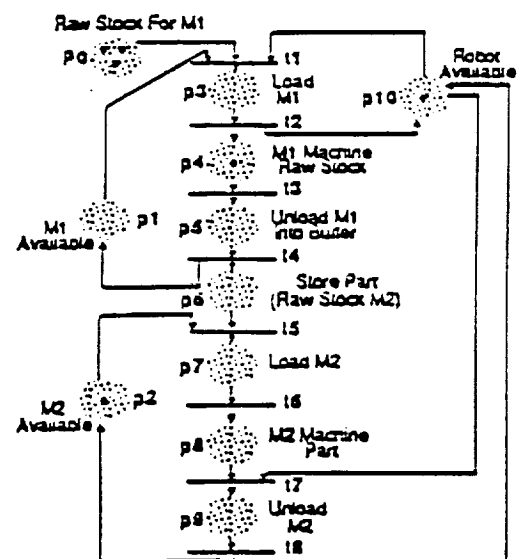 Raw Stock For M1
p0
t1
Robot
Available
p3
Load
M1
p10
t2
p4
M1 Machine
Raw Stock
t3
p1
M1
Available
p5
Unload M1
into Buffer
t4
p6
Store Part
(Raw Stock M2)
t5
p7
Load M2
p2
M2
Available
t6
p8
M2 Machine
Part
t7
p9
Unload
M2
t8